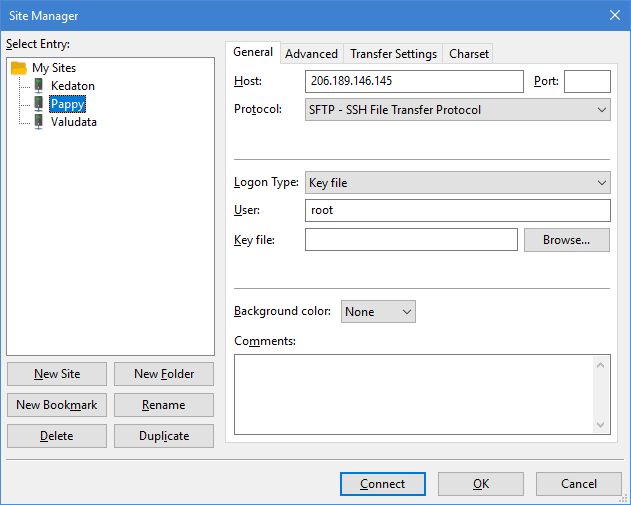 Site Manager
Select Entry:
My Sites
Kedaton
Pappy
Valudata
New Site
New Folder
New Bookmark
Rename
Delete
Duplicate
General
Advanced
Transfer Settings
Charset
Host:
206.189.146.145
Port:
Protocol:
SFTP - SSH File Transfer Protocol
Logon Type:
Key file
User:
root
Key file:
Browse...
Background color:
None
Comments:
Connect
OK
Cancel